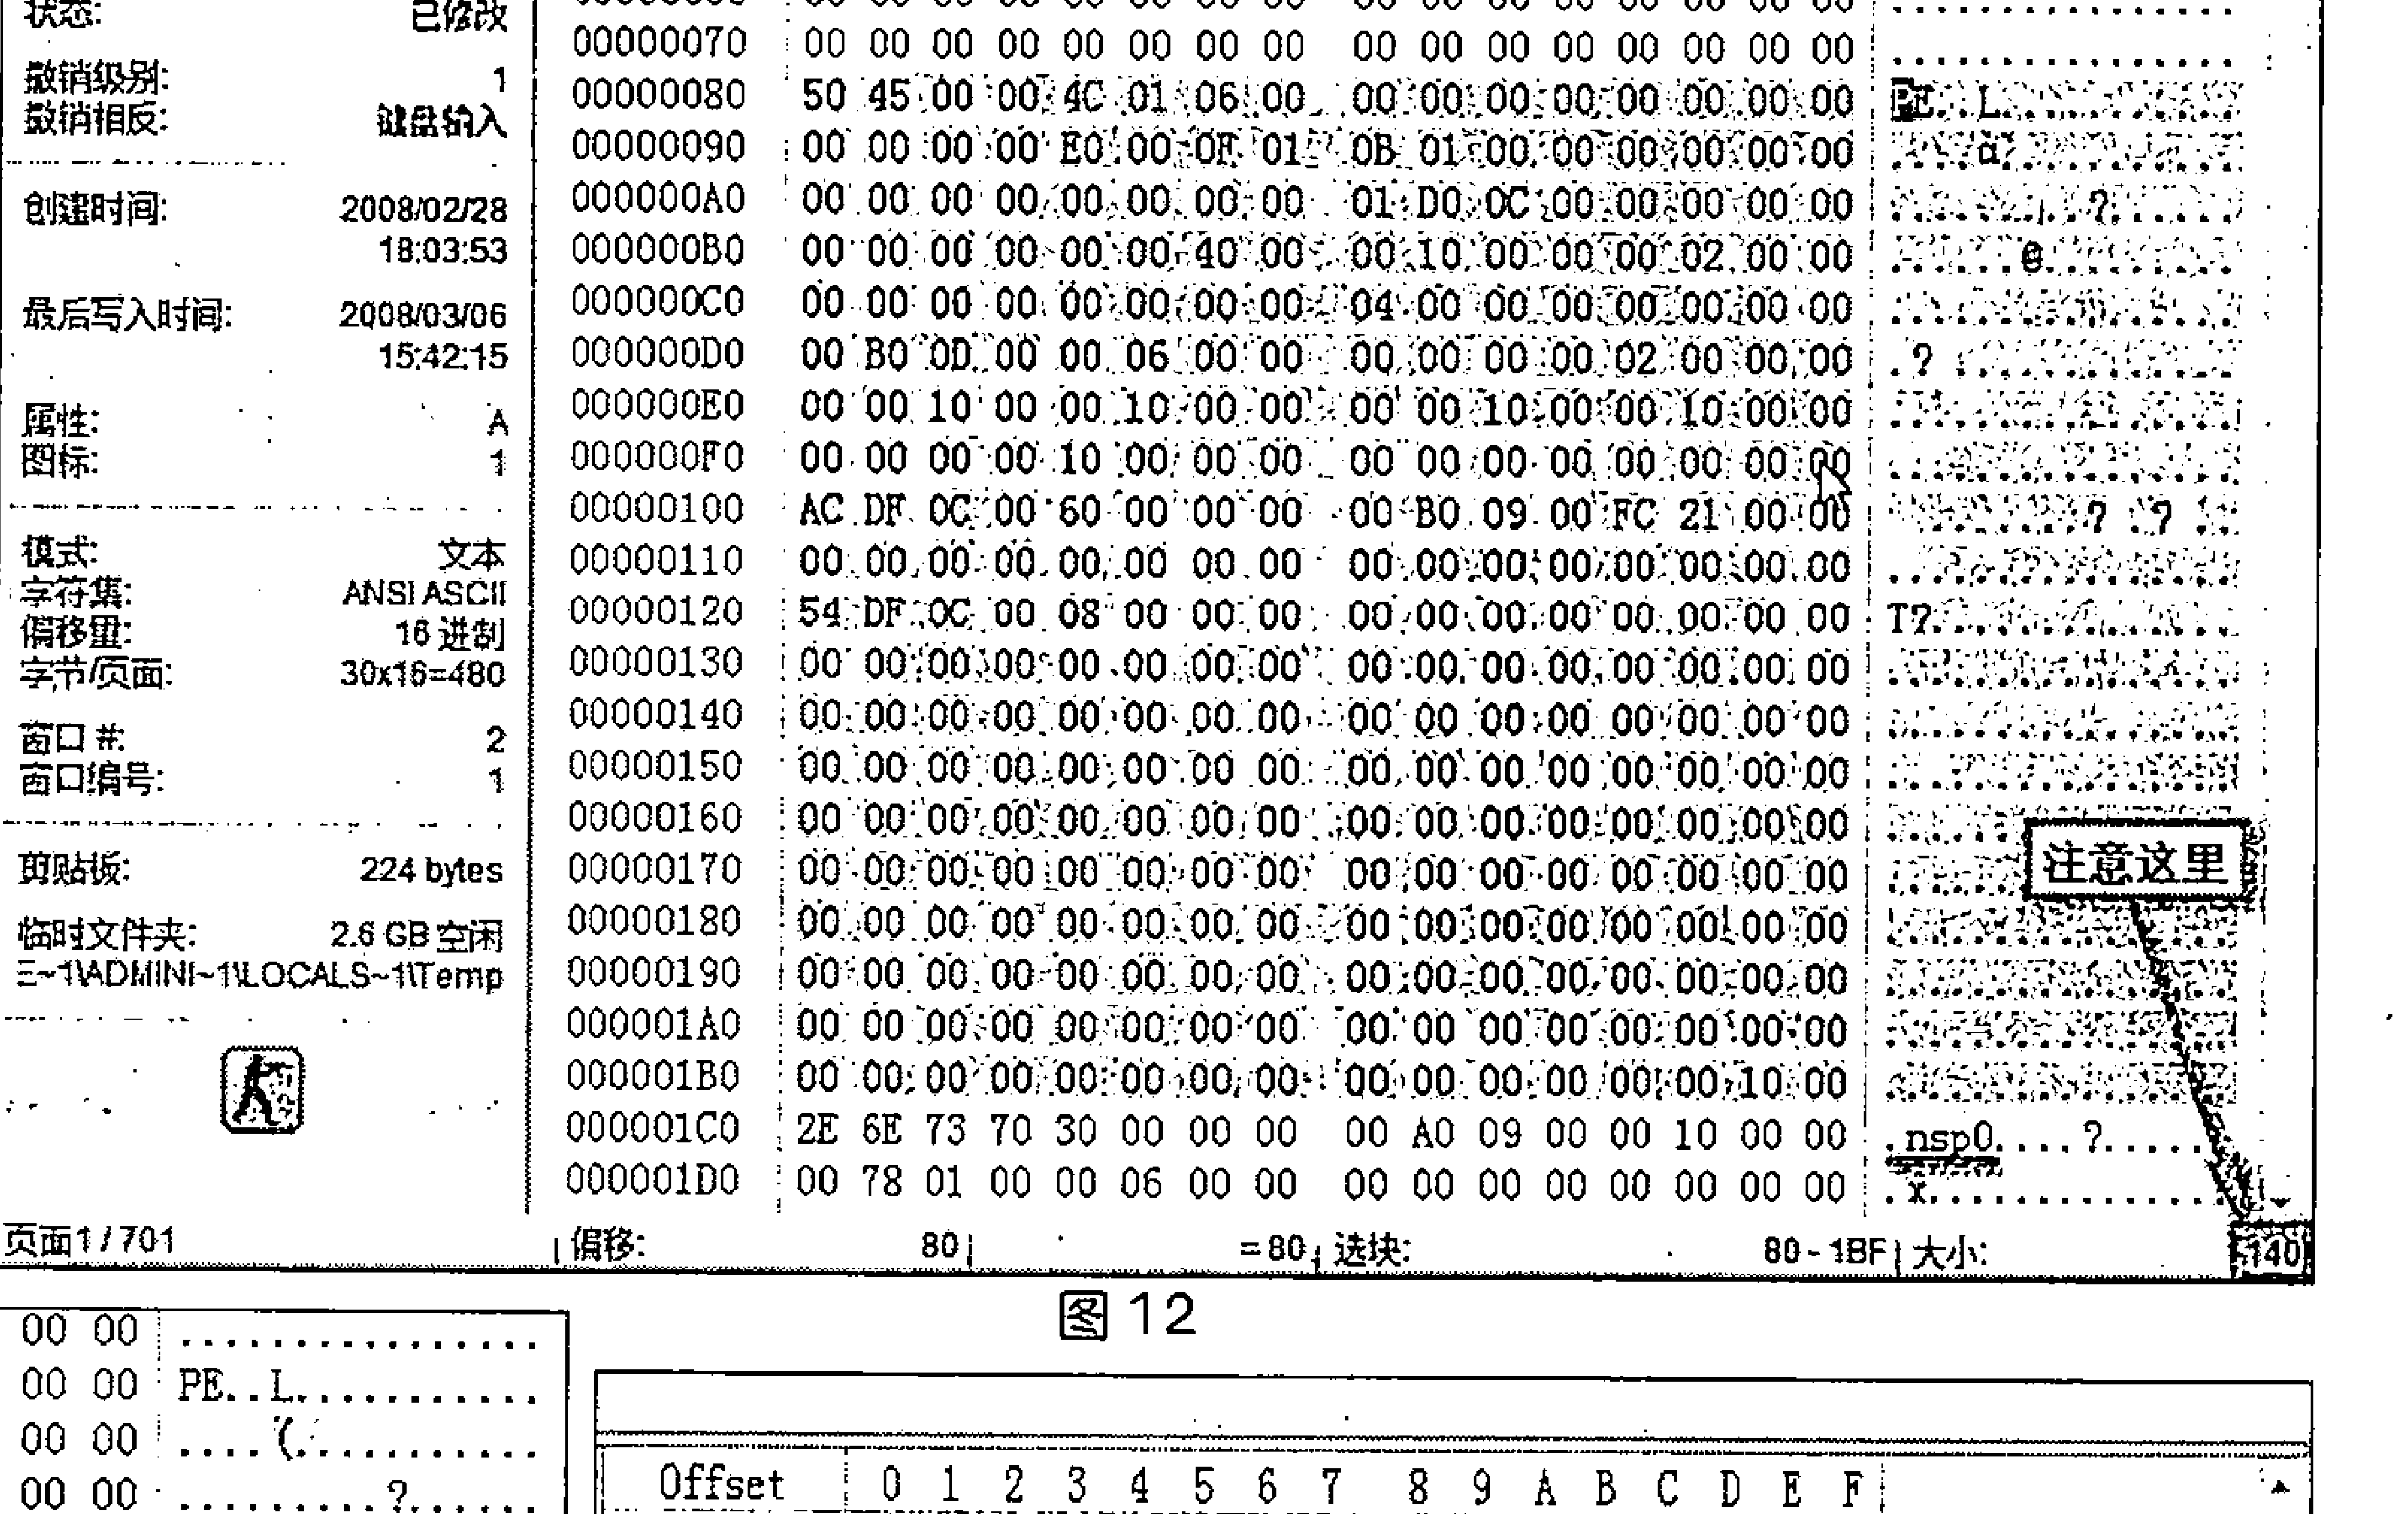 状态: 已修改
撤销级别: 1
撤销相反: 键盘输入
创建时间: 2008/02/28
18:03:53
最后写入时间: 2008/03/06
15:42:15
属性: A
图标: 1
模式: 文本
字符集: ANSI ASCII
偏移里: 16 进制
字节/页面: 30x16=480
窗口 #: 2
窗口编号: 1
剪贴板: 224 bytes
临时文件夹: 2.6 GB 空闲
E~1\ADMINI~1\LOCALS~1\Temp
00000070 00 00 00 00 00 00 00 00 00 00 00 00 00 00 00 00 ................
00000080 50 45 00 00 4C 01 06 00 00 00 00 00 00 00 00 00 PE..L...........
00000090 00 00 00 00 E0 00 0F 01 0B 01 00 00 00 00 00 00
000000A0 00 00 00 00 00 00 00 00 01 D0 0C 00 00 00 00 00
000000B0 00 00 00 00 00 00 40 00 00 10 00 00 00 02 00 00 ......@.........
000000C0 00 00 00 00 00 00 00 00 04 00 00 00 00 00 00 00 ................
000000D0 00 B0 0D 00 00 06 00 00 00 00 00 00 02 00 00 00 .?..............
000000E0 00 00 10 00 00 10 00 00 00 00 10 00 00 10 00 00 ................
000000F0 00 00 00 00 10 00 00 00 00 00 00 00 00 00 00 00 ................
00000100 AC DF 0C 00 60 00 00 00 00 B0 09 00 FC 21 00 00
00000110 00 00 00 00 00 00 00 00 00 00 00 00 00 00 00 00 ................
00000120 54 DF 0C 00 08 00 00 00 00 00 00 00 00 00 00 00 T?..............
00000130 00 00 00 00 00 00 00 00 00 00 00 00 00 00 00 00 ................
00000140 00 00 00 00 00 00 00 00 00 00 00 00 00 00 00 00 ................
00000150 00 00 00 00 00 00 00 00 00 00 00 00 00 00 00 00 ................
00000160 00 00 00 00 00 00 00 00 00 00 00 00 00 00 00 00
00000170 00 00 00 00 00 00 00 00 00 00 00 00 00 00 00 00
注意这里
00000180 00 00 00 00 00 00 00 00 00 00 00 00 00 00 00 00 ................
00000190 00 00 00 00 00 00 00 00 00 00 00 00 00 00 00 00 ................
000001A0 00 00 00 00 00 00 00 00 00 00 00 00 00 00 00 00 ................
000001B0 00 00 00 00 00 00 00 00 00 00 00 00 00 00 10 00 ................
000001C0 2E 6E 73 70 30 00 00 00 00 A0 09 00 00 10 00 00 .nsp0....?......
000001D0 00 78 01 00 00 06 00 00 00 00 00 00 00 00 00 00 .x..............
页面 1 / 701 偏移: 80 = 80 选块: 80 - 1BF 大小: 140
图 12
00 00 ................
00 00 PE..L...........
00 00
00 00 .........?......
Offset 0 1 2 3 4 5 6 7 8 9 A B C D E F